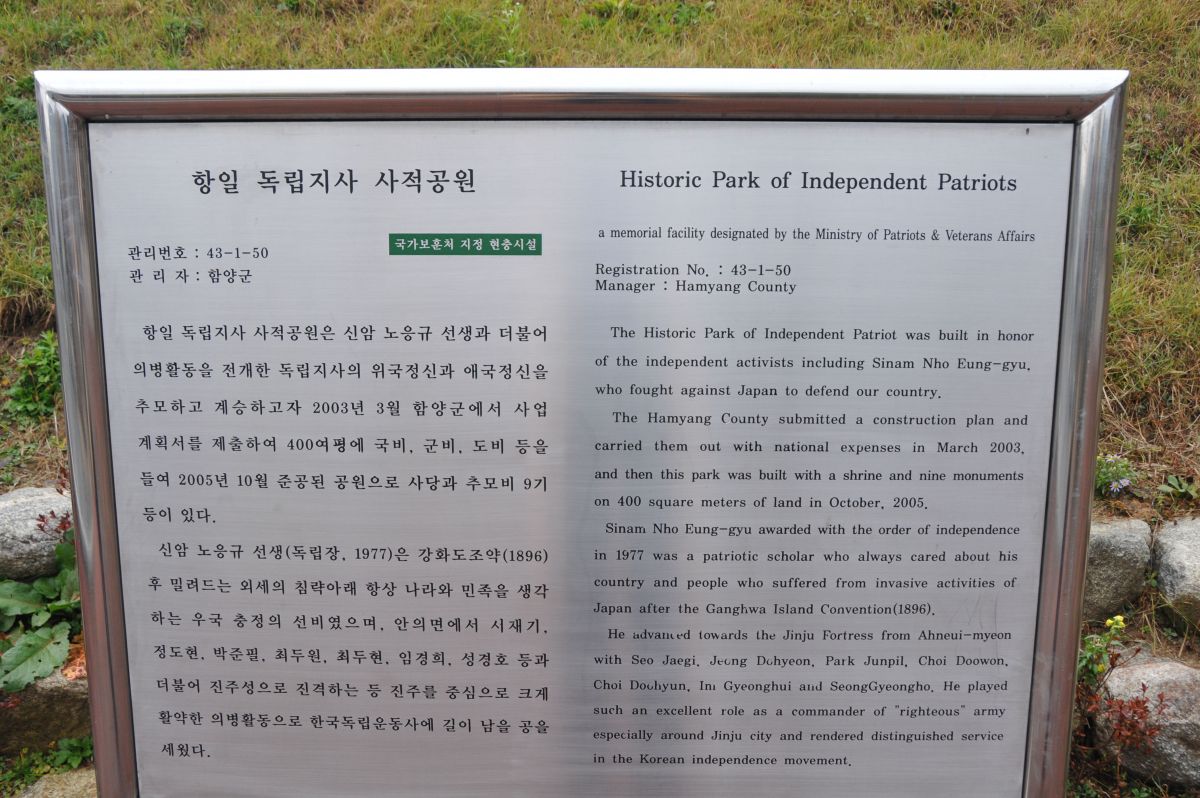 항일 독립지사 사적공원
국가보훈처 지정 현충시설
관리번호 : 43-1-50
관 리 자 : 함양군
항일 독립지사 사적공원은 신암 노응규 선생과 더불어
의병활동을 전개한 독립지사의 위국정신과 애국정신을
추모하고 계승하고자 2003년 3월 함양군에서 사업
계획서를 제출하여 400여평에 국비, 군비, 도비 등을
들여 2005년 10월 준공된 공원으로 사당과 추모비 9기
등이 있다.
신암 노응규 선생(독립장, 1977)은 강화도조약(1896)
후 밀려드는 외세의 침략아래 항상 나라와 민족을 생각
하는 우국 충정의 선비였으며, 안의면에서 서재기,
정도현, 박준필, 최두원, 최두현, 임경희, 성경호 등과
더불어 진주성으로 진격하는 등 진주를 중심으로 크게
활약한 의병활동으로 한국독립운동사에 길이 남을 공을
세웠다.
Historic Park of Independent Patriots
a memorial facility designated by the Ministry of Patriots & Veterans Affairs
Registration No. : 43-1-50
Manager : Hamyang County
The Historic Park of Independent Patriot was built in honor
of the independent activists including Sinam Nho Eung-gyu,
who fought against Japan to defend our country.
The Hamyang County submitted a construction plan and
carried them out with national expenses in March 2003,
and then this park was built with a shrine and nine monuments
on 400 square meters of land in October, 2005.
Sinam Nho Eung-gyu awarded with the order of independence
in 1977 was a patriotic scholar who always cared about his
country and people who suffered from invasive activities of
Japan after the Ganghwa Island Convention(1896).
He advanced towards the Jinju Fortress from Ahneui-myeon
with Seo Jaegi, Jeong Dohyeon, Park Junpil, Choi Doowon,
Choi Doohyun, Im Gyeonghui and SeongGyeongho. He played
such an excellent role as a commander of "righteous" army
especially around Jinju city and rendered distinguished service
in the Korean independence movement.